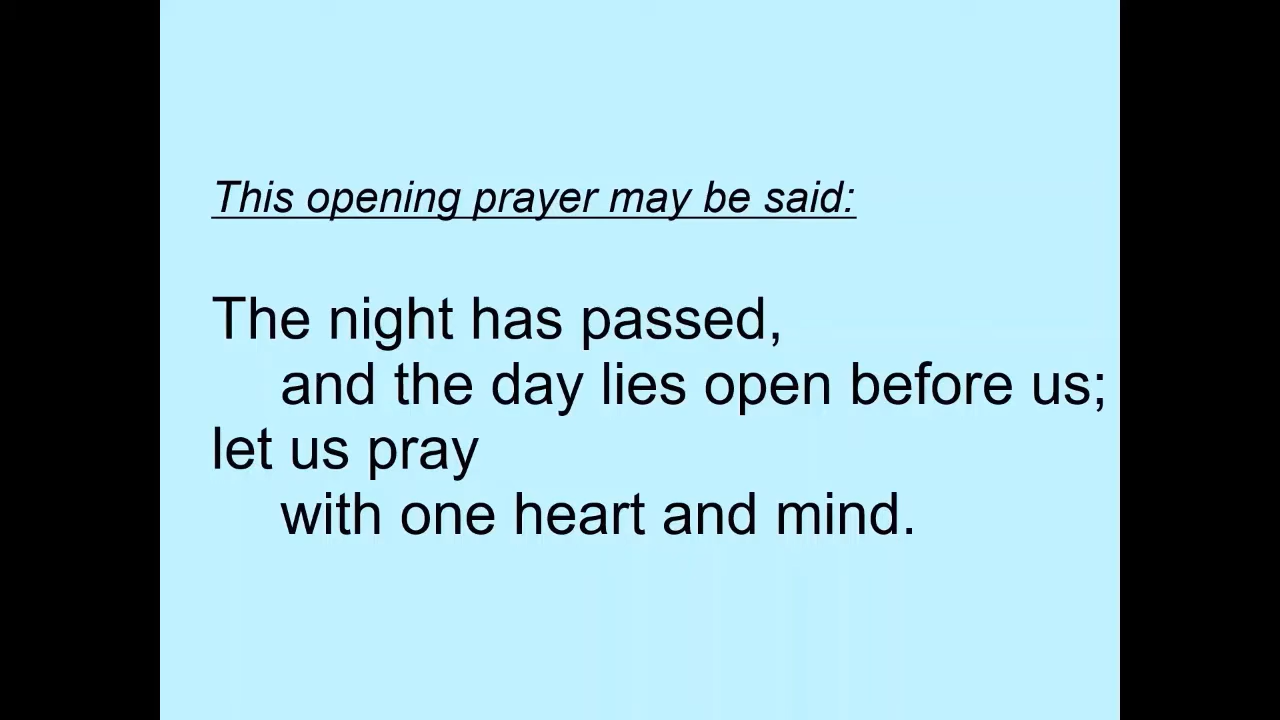 This opening prayer may be said:
The night has passed,
and the day lies open before us;
let us pray
with one heart and mind.